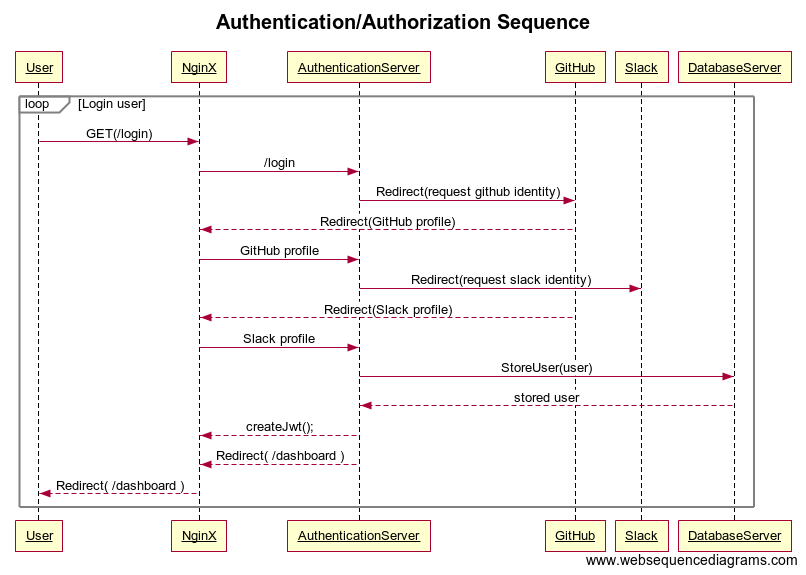 Authentication/Authorization Sequence
User NginX AuthenticationServer GitHub Slack DatabaseServer
loop [Login user]
GET(/login)
/login
Redirect(request github identity)
Redirect(GitHub profile)
GitHub profile
Redirect(request slack identity)
Redirect(Slack profile)
Slack profile
StoreUser(user)
stored user
createJwt();
Redirect( /dashboard )
Redirect( /dashboard )
User NginX AuthenticationServer GitHub Slack DatabaseServer
www.websequencediagrams.com